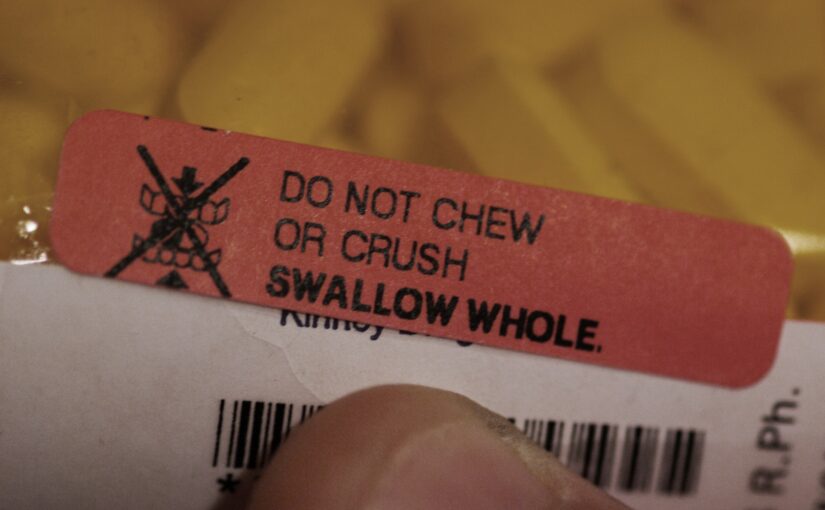 DO NOT CHEW
OR CRUSH
SWALLOW WHOLE.
*
R.Ph.